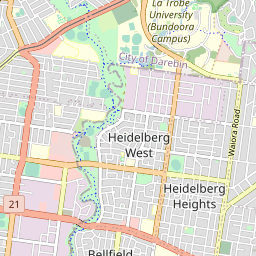 La Trobe
University
(Bundoora
Campus)
City of Darebin
Waiora Road
Heidelberg
West
Heidelberg
Heights
21
Bellfield